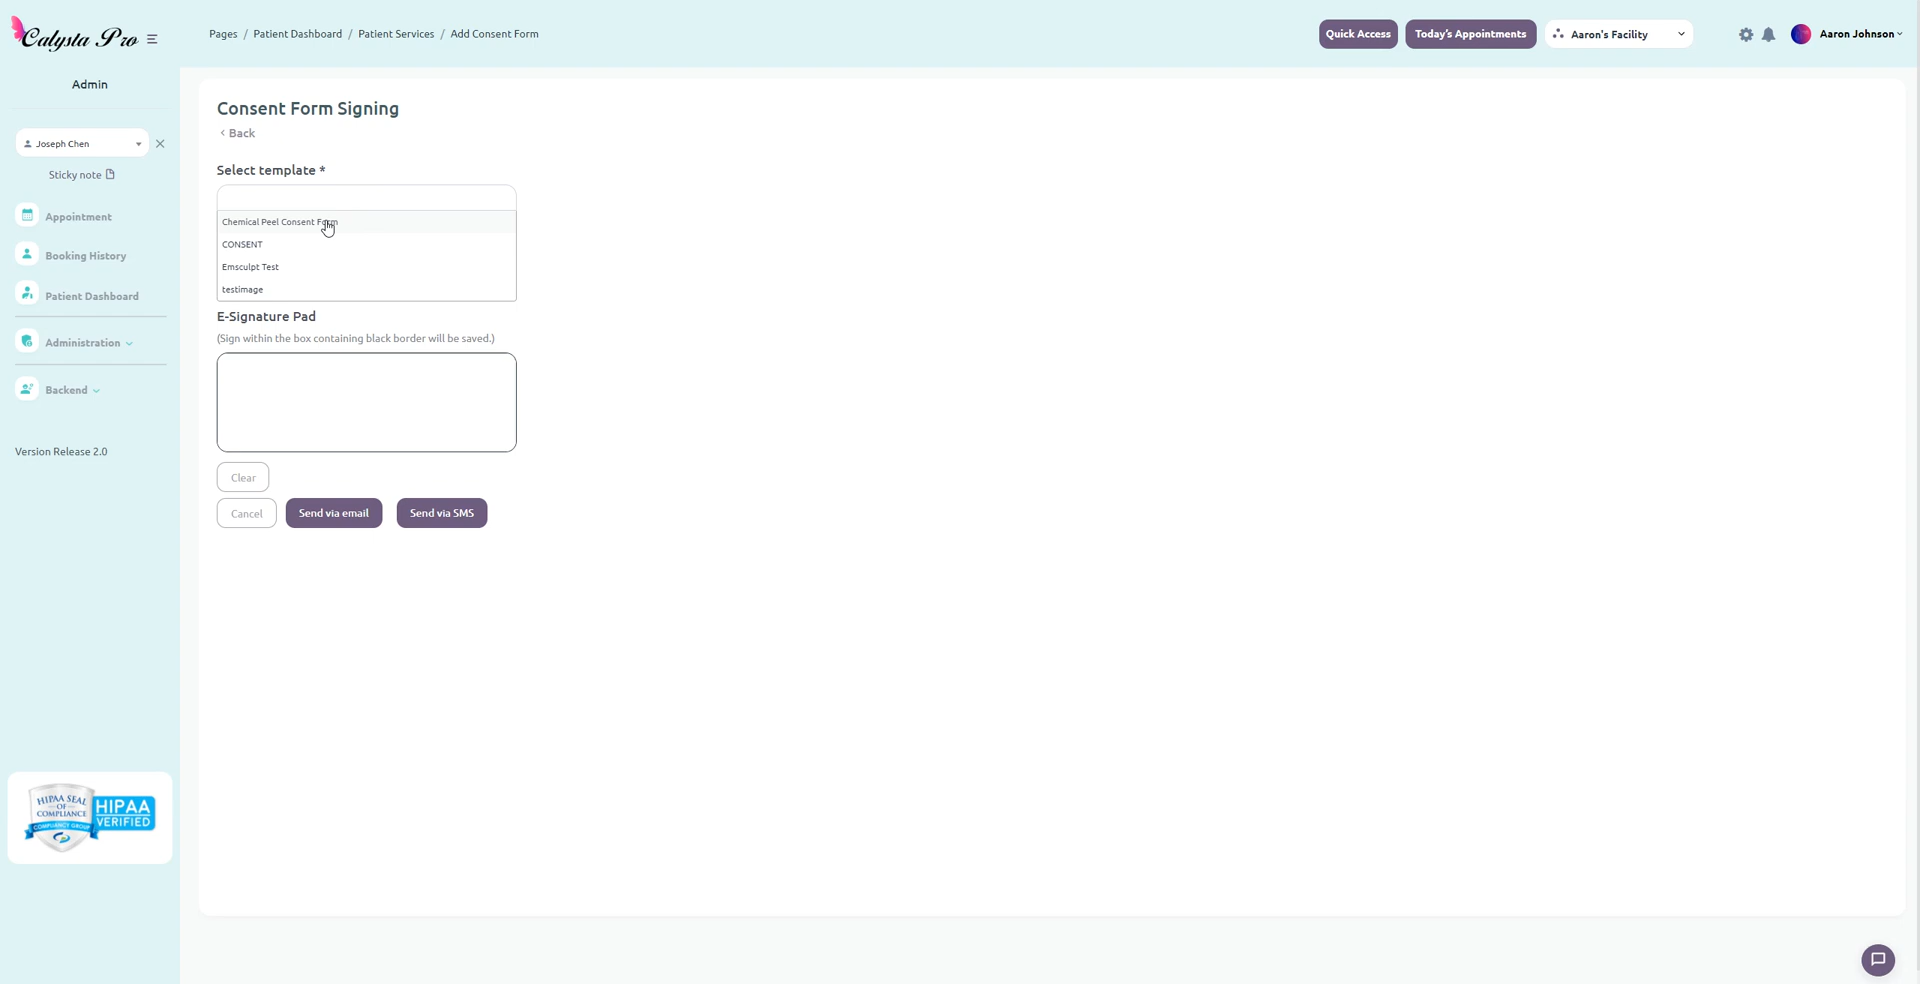 Calysta Pro
Pages / Patient Dashboard / Patient Services / Add Consent Form
Quick Access
Today's Appointments
Aaron's Facility
Aaron Johnson
Admin
Joseph Chen
Sticky note
Appointment
Booking History
Patient Dashboard
Administration
Backend
Version Release 2.0
HIPAA SEAL
OF
COMPLIANCE
COMPLIANCY GROUP
HIPAA
VERIFIED
Consent Form Signing
< Back
Select template *
Chemical Peel Consent Form
CONSENT
Emsculpt Test
testimage
E-Signature Pad
(Sign within the box containing black border will be saved.)
Clear
Cancel
Send via email
Send via SMS